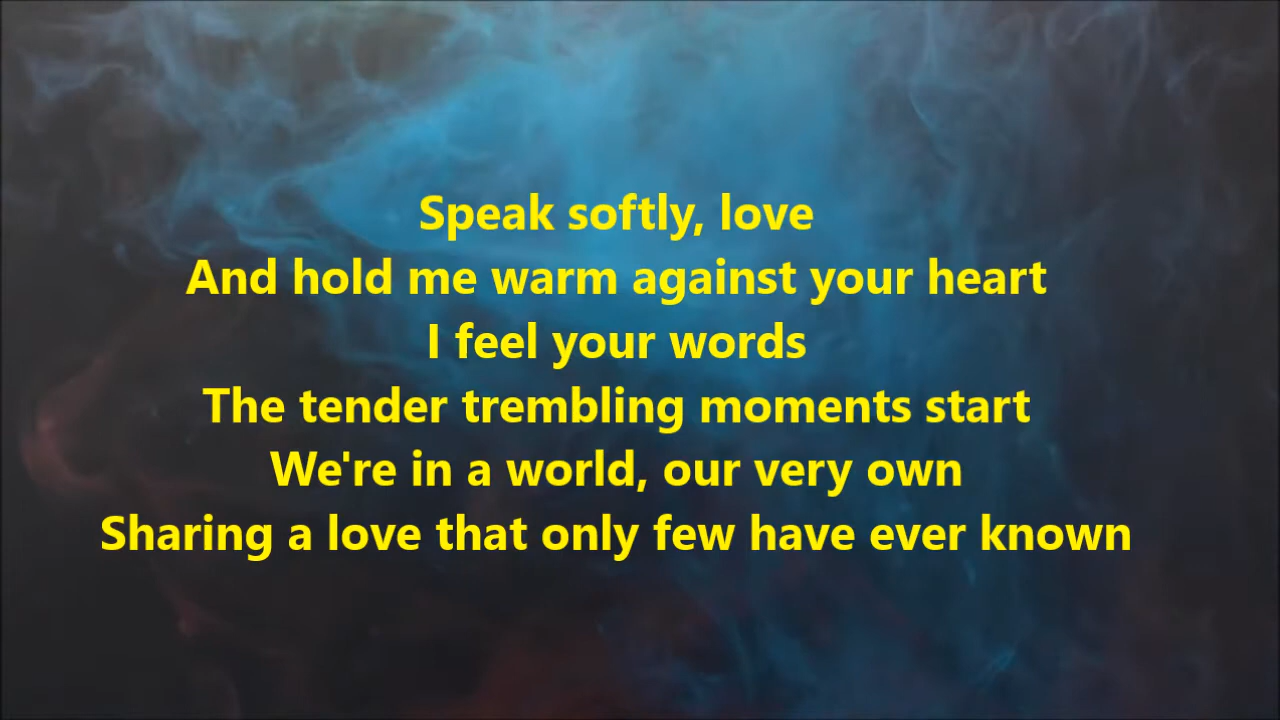 Speak softly, love
And hold me warm against your heart
I feel your words
The tender trembling moments start
We're in a world, our very own
Sharing a love that only few have ever known